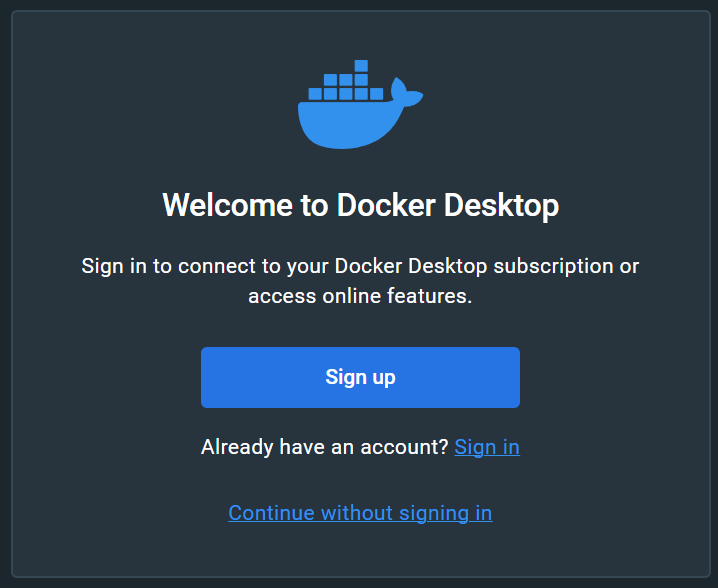 Welcome to Docker Desktop
Sign in to connect to your Docker Desktop subscription or
access online features.
Sign up
Already have an account? Sign in
Continue without signing in